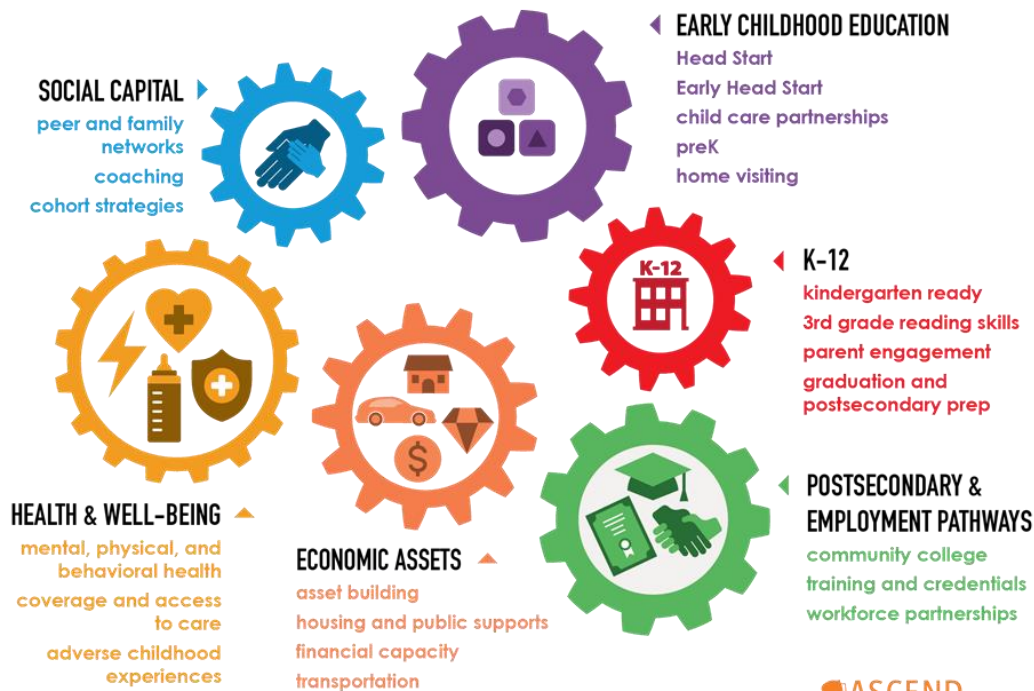 SOCIAL CAPITAL
peer and family
networks
coaching
cohort strategies
EARLY CHILDHOOD EDUCATION
Head Start
Early Head Start
child care partnerships
preK
home visiting
K-12
K-12
kindergarten ready
3rd grade reading skills
parent engagement
graduation and
postsecondary prep
HEALTH & WELL-BEING
mental, physical, and
behavioral health
coverage and access
to care
adverse childhood
experiences
$
ECONOMIC ASSETS
asset building
housing and public supports
financial capacity
transportation
POSTSECONDARY &
EMPLOYMENT PATHWAYS
community college
training and credentials
workforce partnerships
ASCEND